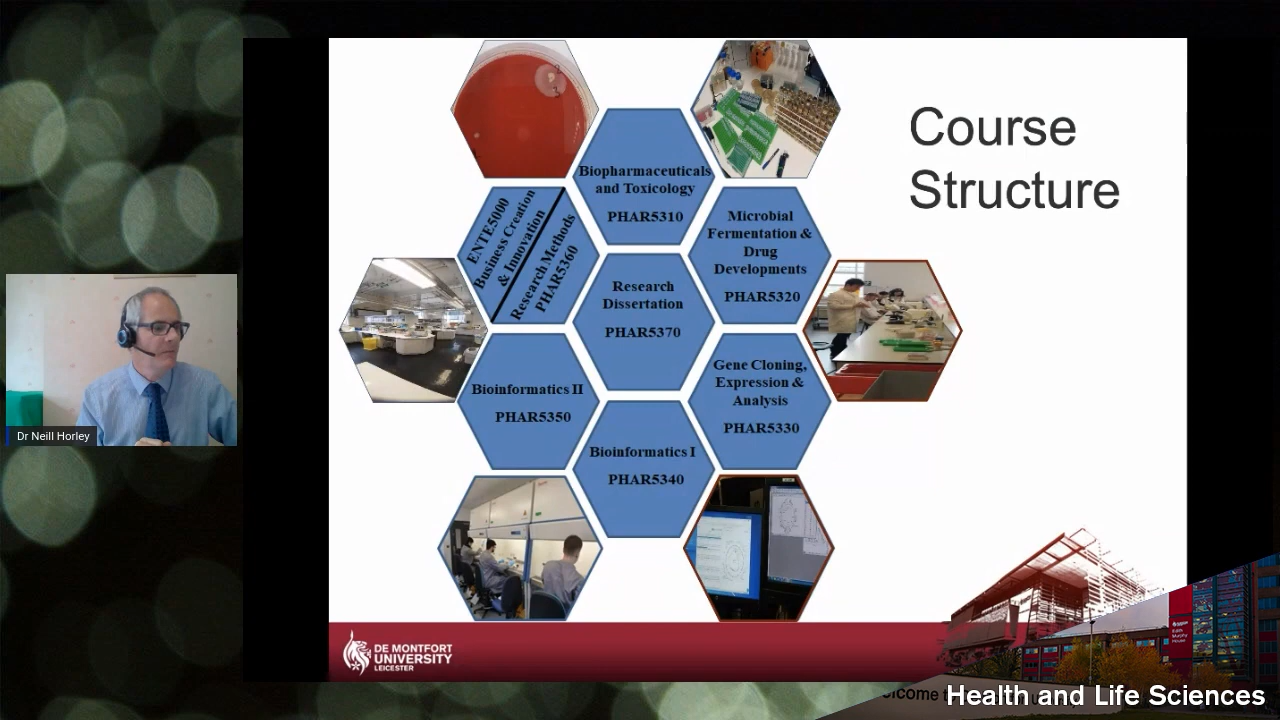 Course
Structure
Biopharmaceuticals
and Toxicology
PHAR5310
ENTE5000
Business Creation
& Innovation
Research Methods
PHAR5360
Microbial
Fermentation &
Drug
Developments
PHAR5320
Research
Dissertation
PHAR5370
Gene Cloning,
Expression &
Analysis
PHAR5330
Bioinformatics II
PHAR5350
Bioinformatics I
PHAR5340
Dr Neill Horley
DE MONTFORT
UNIVERSITY
LEICESTER
Health and Life Sciences